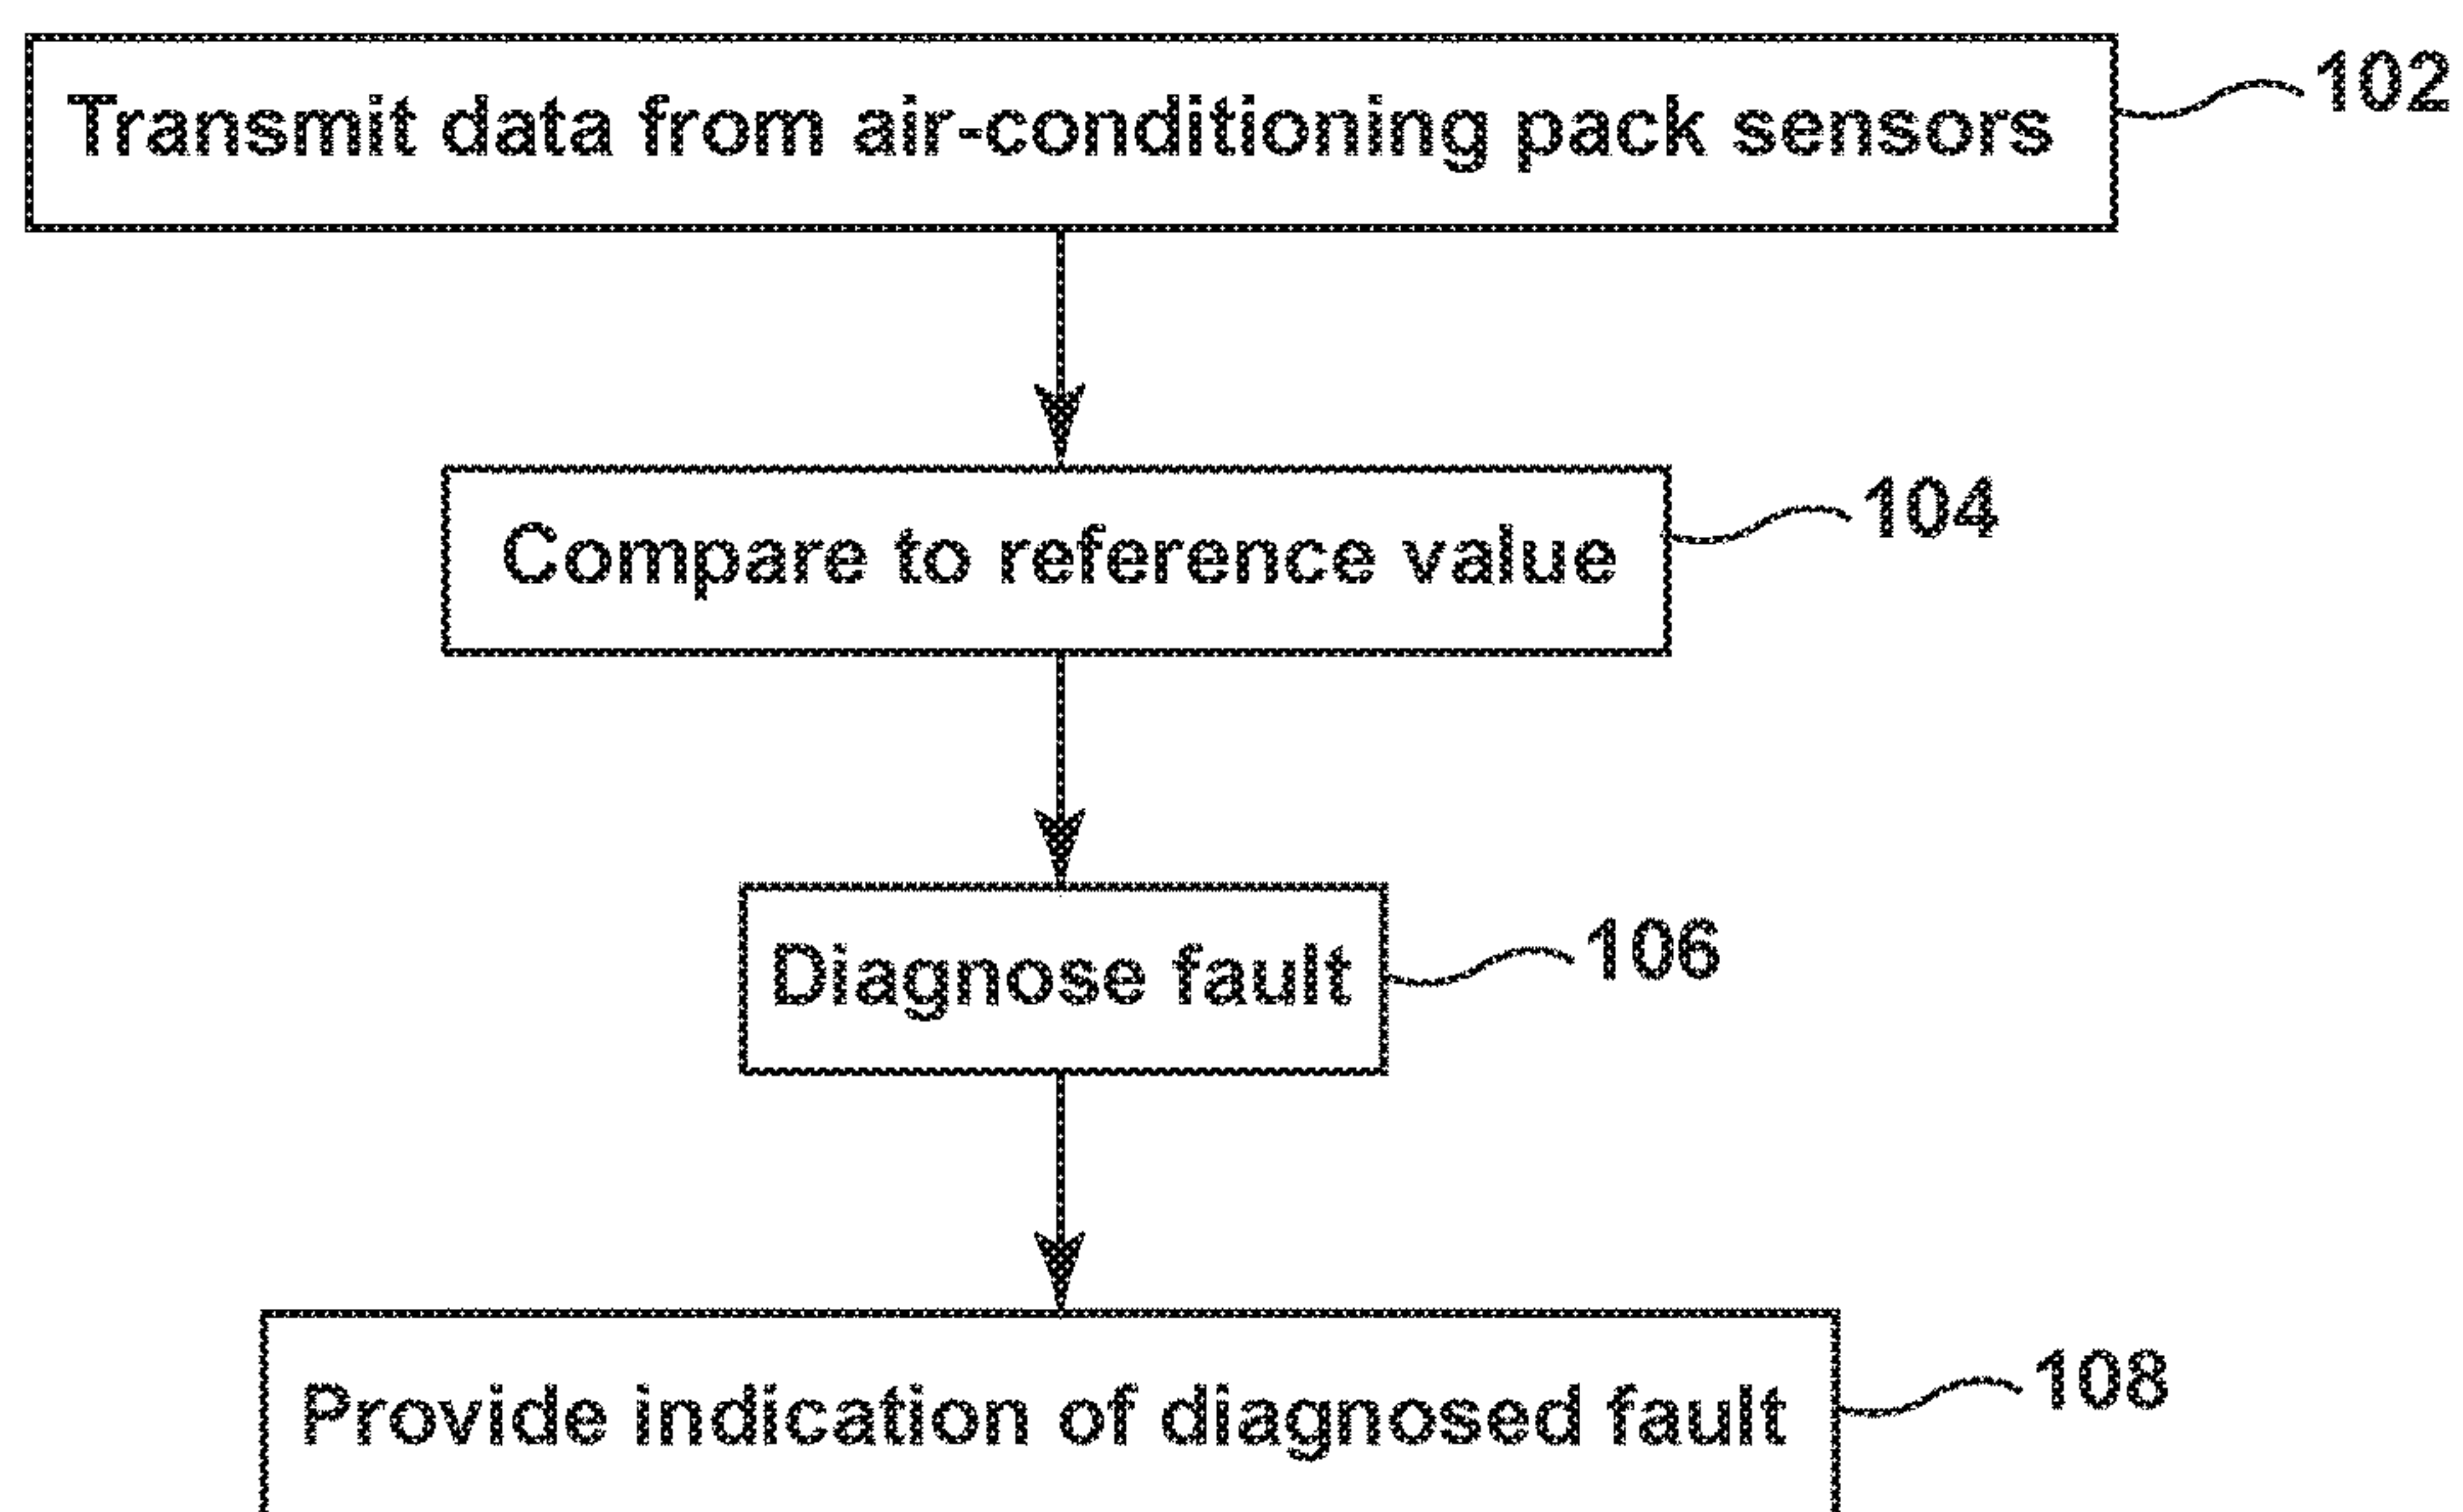 Transmit data from air-conditioning pack sensors
102
Compare to reference value
104
Diagnose fault
106
Provide indication of diagnosed fault
108